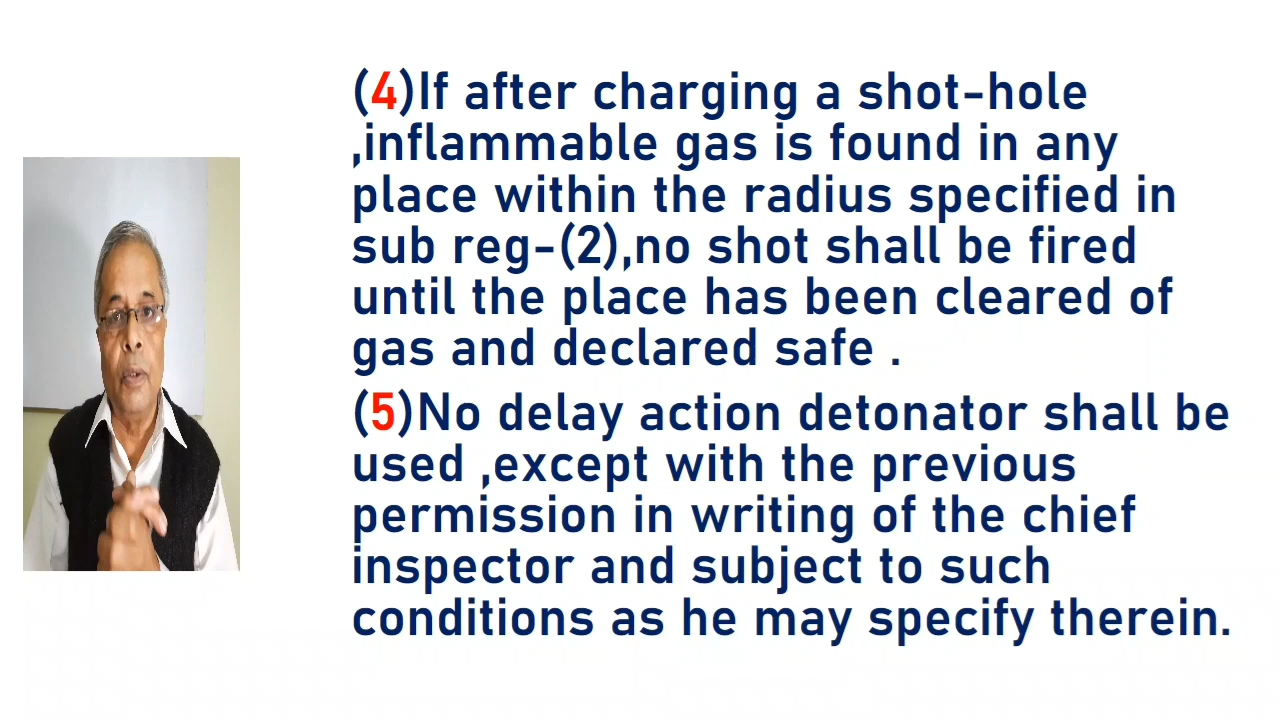 (4)If after charging a shot-hole
,inflammable gas is found in any
place within the radius specified in
sub reg-(2),no shot shall be fired
until the place has been cleared of
gas and declared safe .
(5)No delay action detonator shall be
used ,except with the previous
permission in writing of the chief
inspector and subject to such
conditions as he may specify therein.